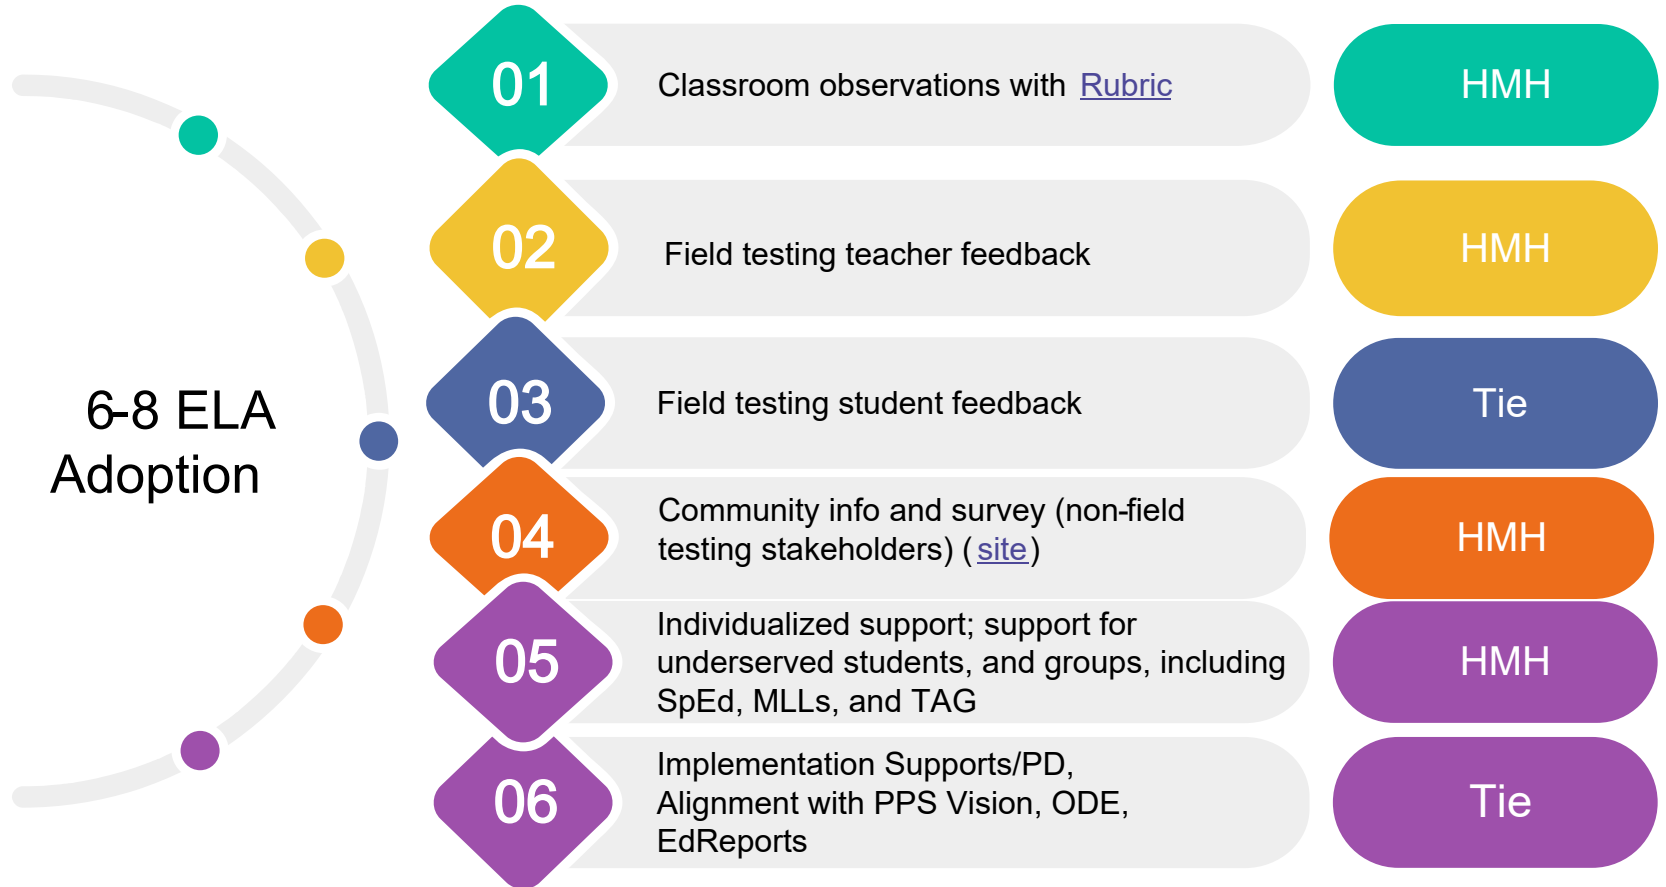 6-8 ELA
Adoption
01
Classroom observations with Rubric
HMH
02
Field testing teacher feedback
HMH
03
Field testing student feedback
Tie
04
Community info and survey (non-field
testing stakeholders) (site)
HMH
05
Individualized support; support for
underserved students, and groups, including
SpEd, MLLs, and TAG
HMH
06
Implementation Supports/PD,
Alignment with PPS Vision, ODE,
EdReports
Tie